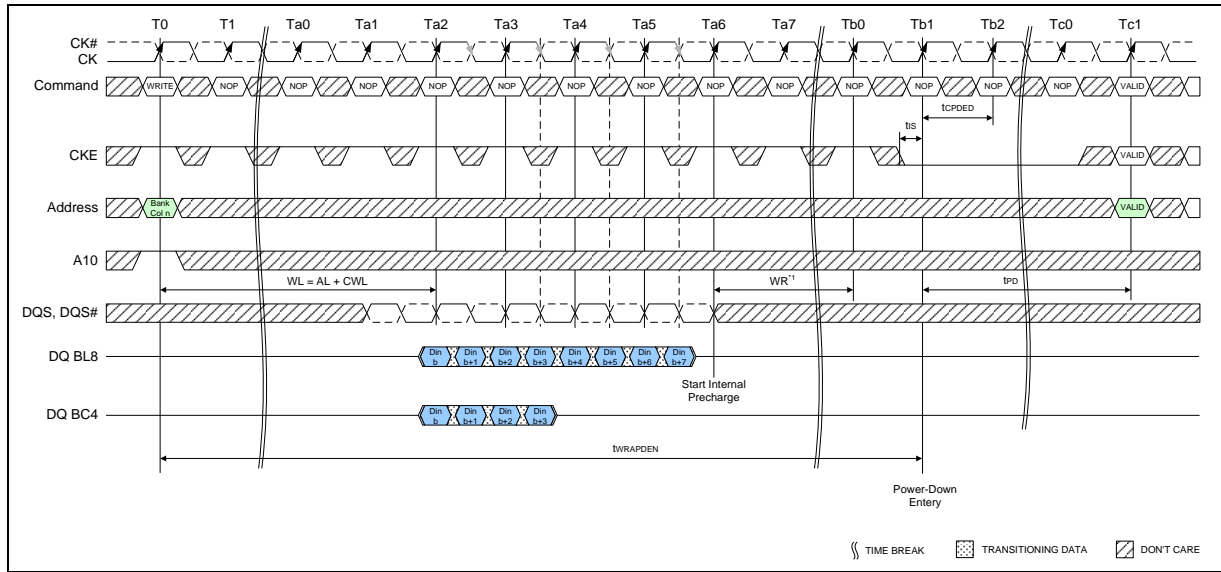 T0 T1 Ta0 Ta1 Ta2 Ta3 Ta4 Ta5 Ta6 Ta7 Tb0 Tb1 Tb2 Tc0 Tc1
CK#
CK
Command WRITE NOP NOP NOP NOP NOP NOP NOP NOP NOP NOP NOP NOP NOP VALID
tCPDED
tIS
CKE VALID
Address Bank Col n VALID
A10
WL = AL + CWL WR*1 tPD
DQS, DQS#
DQ BL8 Din b Din b+1 Din b+2 Din b+3 Din b+4 Din b+5 Din b+6 Din b+7
Start Internal
Precharge
DQ BC4 Din b Din b+1 Din b+2 Din b+3
tWRAPDEN
Power-Down
Entery
TIME BREAK TRANSITIONING DATA DON'T CARE